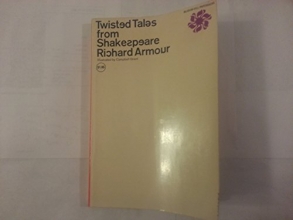 Twisted Tales
from
Shakespeare
Richard Armour